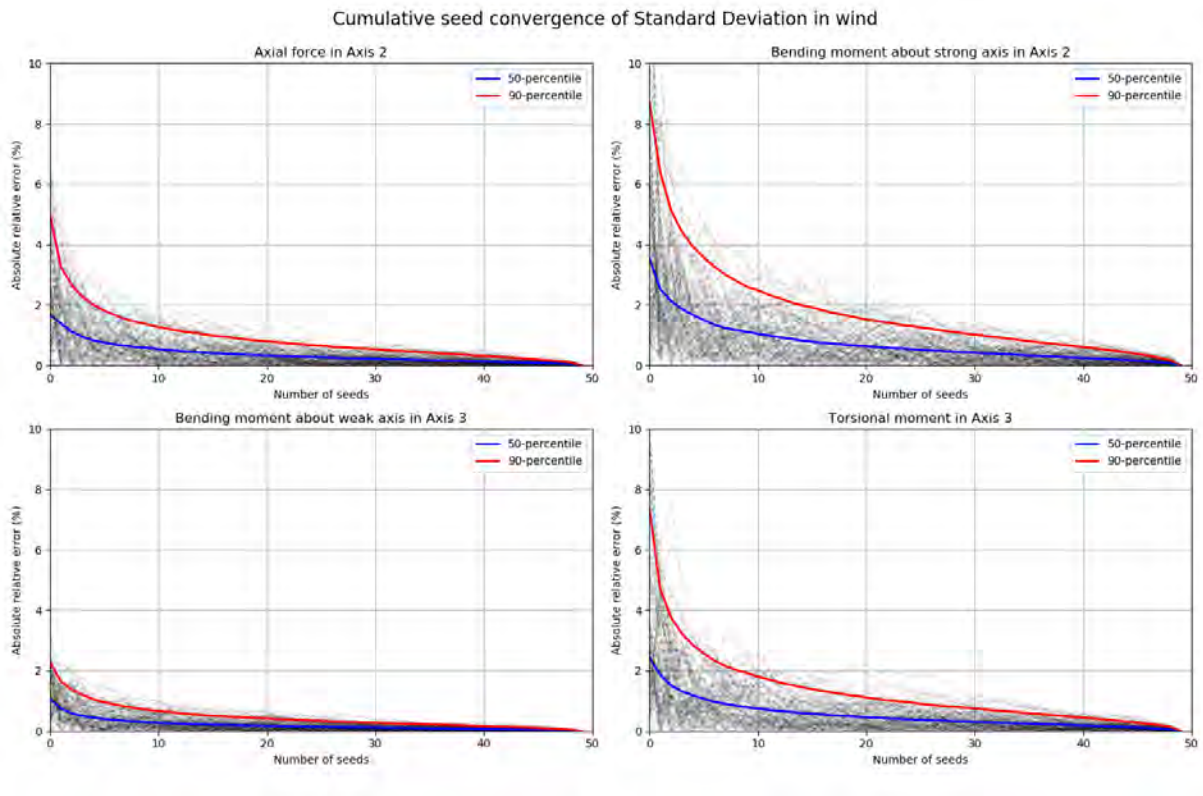 Cumulative seed convergence of Standard Deviation in wind
Axial force in Axis 2
Absolute relative error (%)
10
8
6
4
2
0
50-percentile
90-percentile
0 10 20 30 40 50
Number of seeds
Bending moment about strong axis in Axis 2
Absolute relative error (%)
10
8
6
4
2
0
50-percentile
90-percentile
0 10 20 30 40 50
Number of seeds
Bending moment about weak axis in Axis 3
Absolute relative error (%)
10
8
6
4
2
0
50-percentile
90-percentile
0 10 20 30 40 50
Number of seeds
Torsional moment in Axis 3
Absolute relative error (%)
10
8
6
4
2
0
50-percentile
90-percentile
0 10 20 30 40 50
Number of seeds